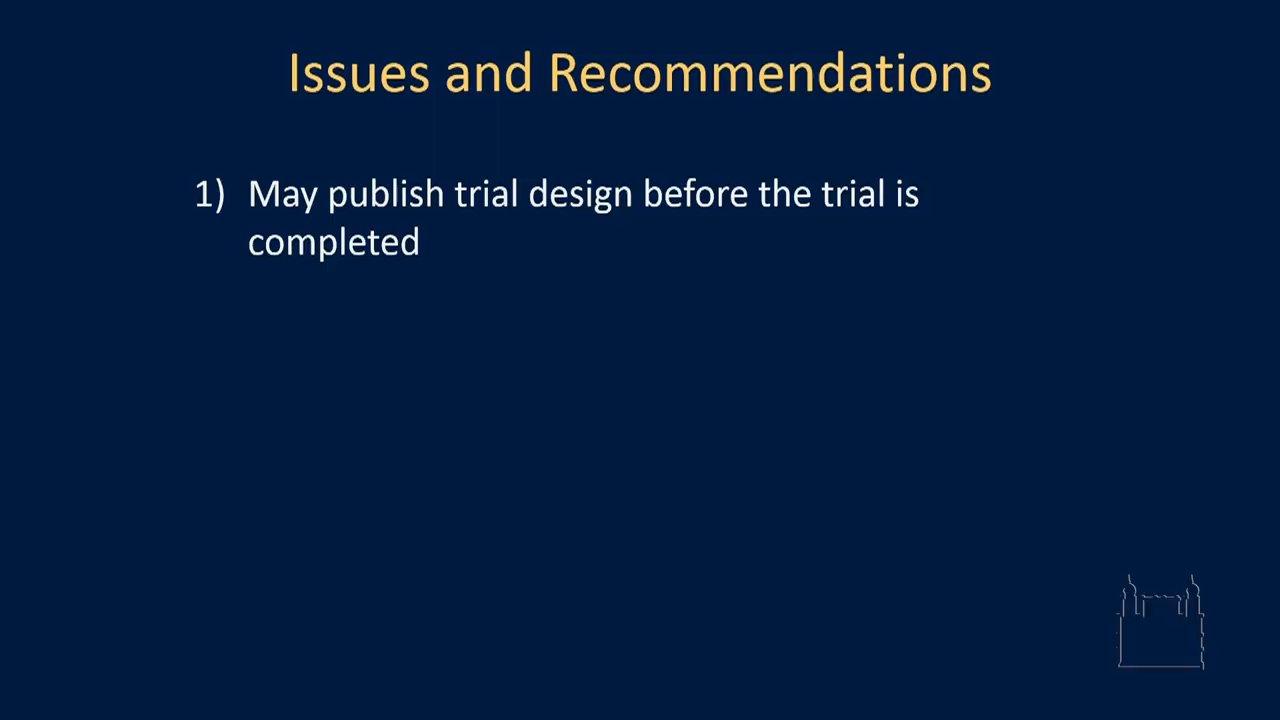 Issues and Recommendations
1) May publish trial design before the trial is
completed